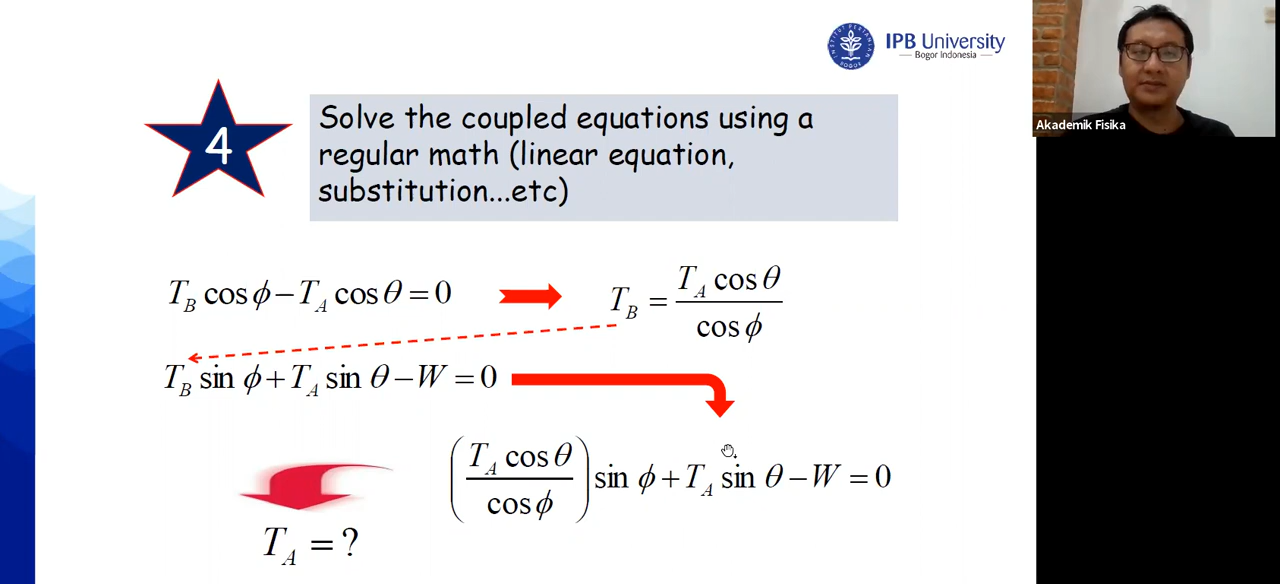 IPB University
Bogor Indonesia
Akademik Fisika
4
Solve the coupled equations using a
regular math (linear equation,
substitution...etc)
T_B cos ϕ − T_A cos θ = 0
T_B = T_A cos θ / cos ϕ
T_B sin ϕ + T_A sin θ − W = 0
(T_A cos θ / cos ϕ) sin ϕ + T_A sin θ − W = 0
T_A = ?